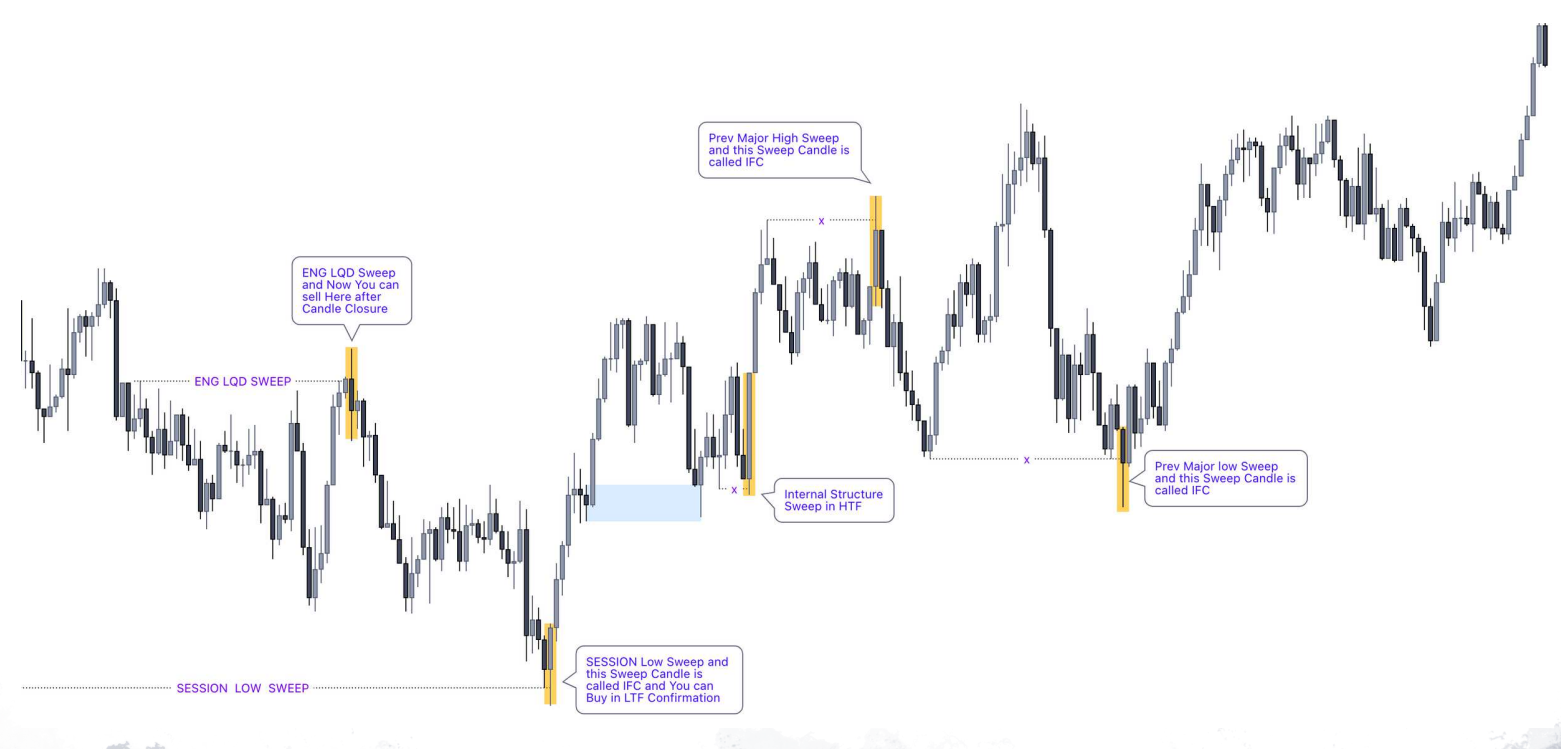 Prev Major High Sweep
and this Sweep Candle is
called IFC
x
ENG LQD Sweep
and Now You can
sell Here after
Candle Closure
ENG LQD SWEEP
x
Internal Structure
Sweep in HTF
x
Prev Major low Sweep
and this Sweep Candle is
called IFC
SESSION Low Sweep and
this Sweep Candle is
called IFC and You can
Buy in LTF Confirmation
SESSION LOW SWEEP